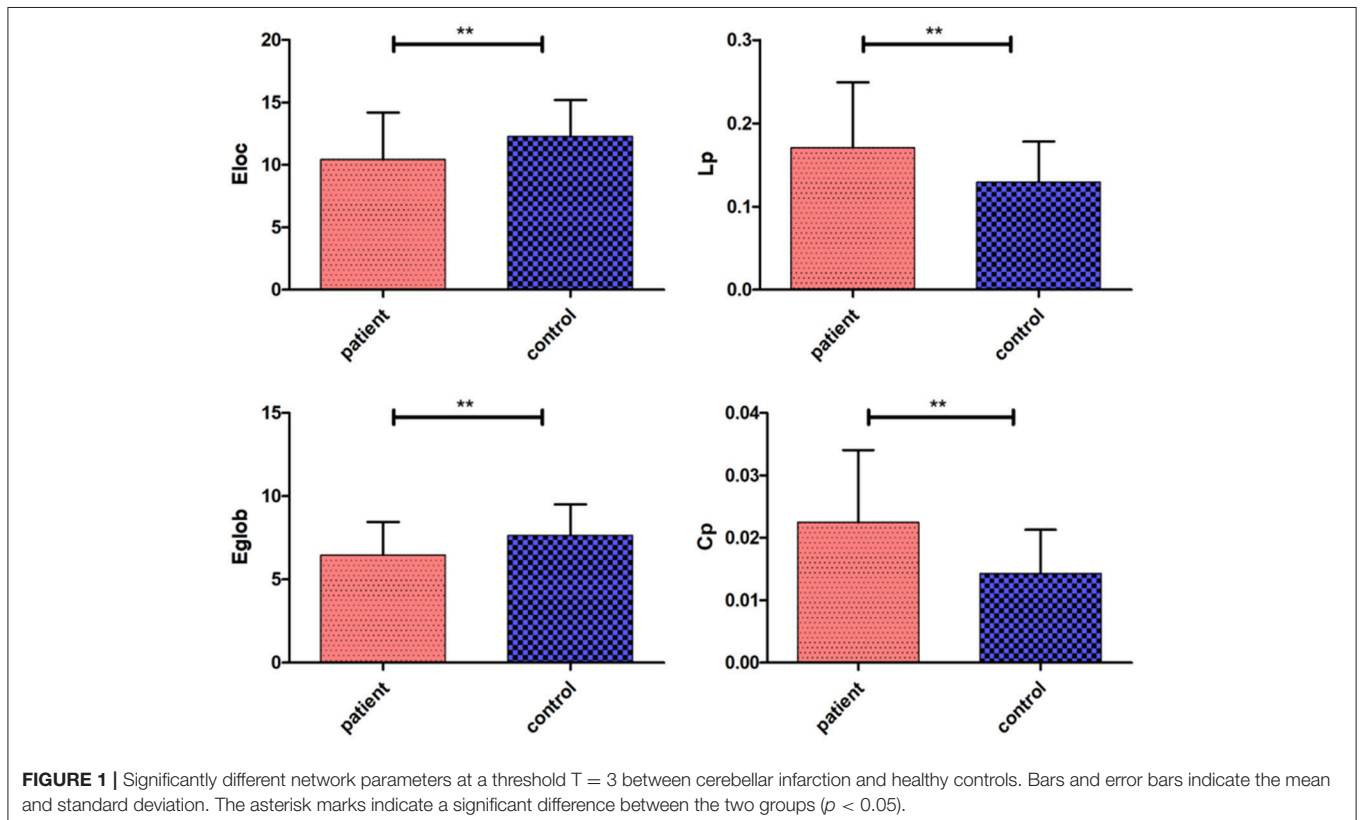 **
20
15
10
5
0
Eloc
patient
control
**
0.3
0.2
0.1
0.0
Lp
patient
control
**
15
10
5
0
Eglob
patient
control
**
0.04
0.03
0.02
0.01
0.00
Cp
patient
control
FIGURE 1 | Significantly different network parameters at a threshold T = 3 between cerebellar infarction and healthy controls. Bars and error bars indicate the mean
and standard deviation. The asterisk marks indicate a significant difference between the two groups (p < 0.05).